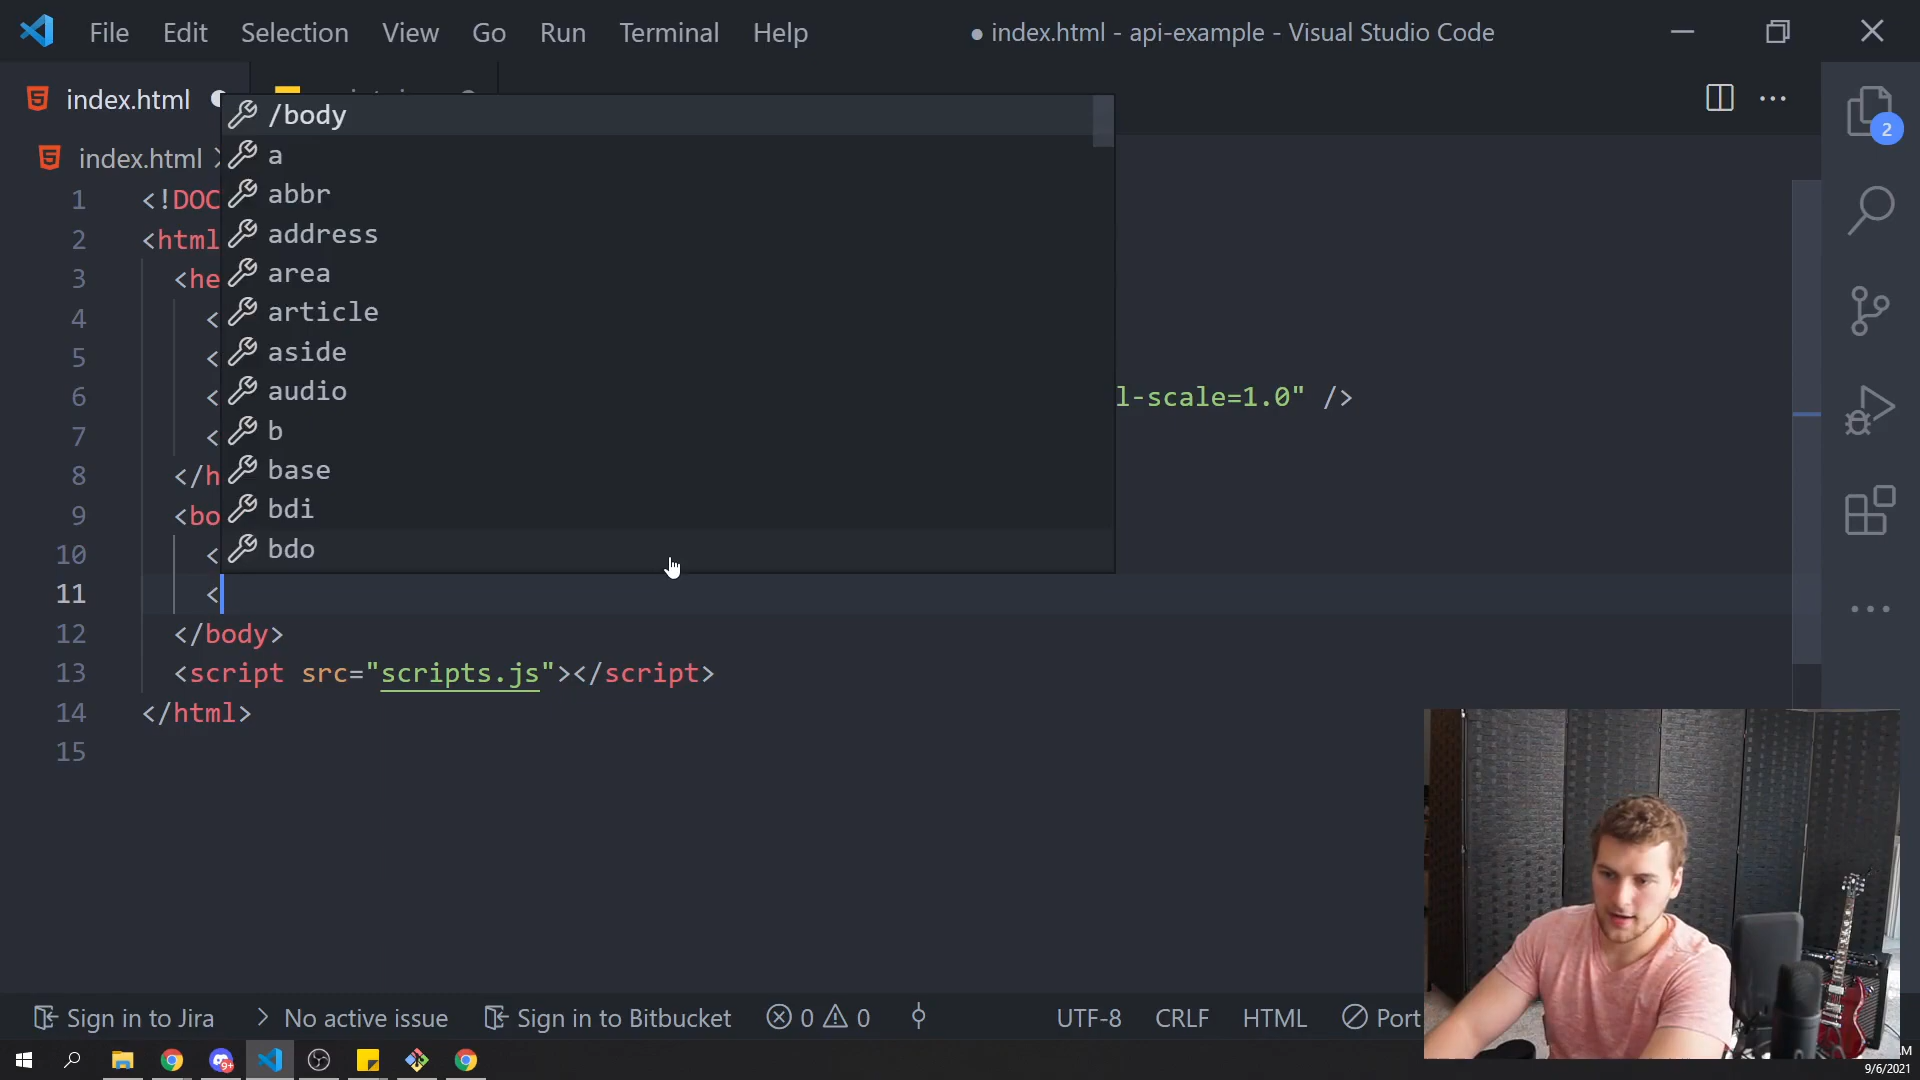 File Edit Selection View Go Run Terminal Help
● index.html - api-example - Visual Studio Code
index.html
index.html >
2
/body
a
abbr
address
area
article
aside
audio
b
base
bdi
bdo
1 <!DOC
2 <html
3 <he
4 <
5 <
6 < l-scale=1.0" />
7 <
8 </h
9 <bo
10 <
11 <
12 </body>
13 <script src="scripts.js"></script>
14 </html>
15
Sign in to Jira > No active issue Sign in to Bitbucket 0 0 UTF-8 CRLF HTML Port
9+
9/6/2021